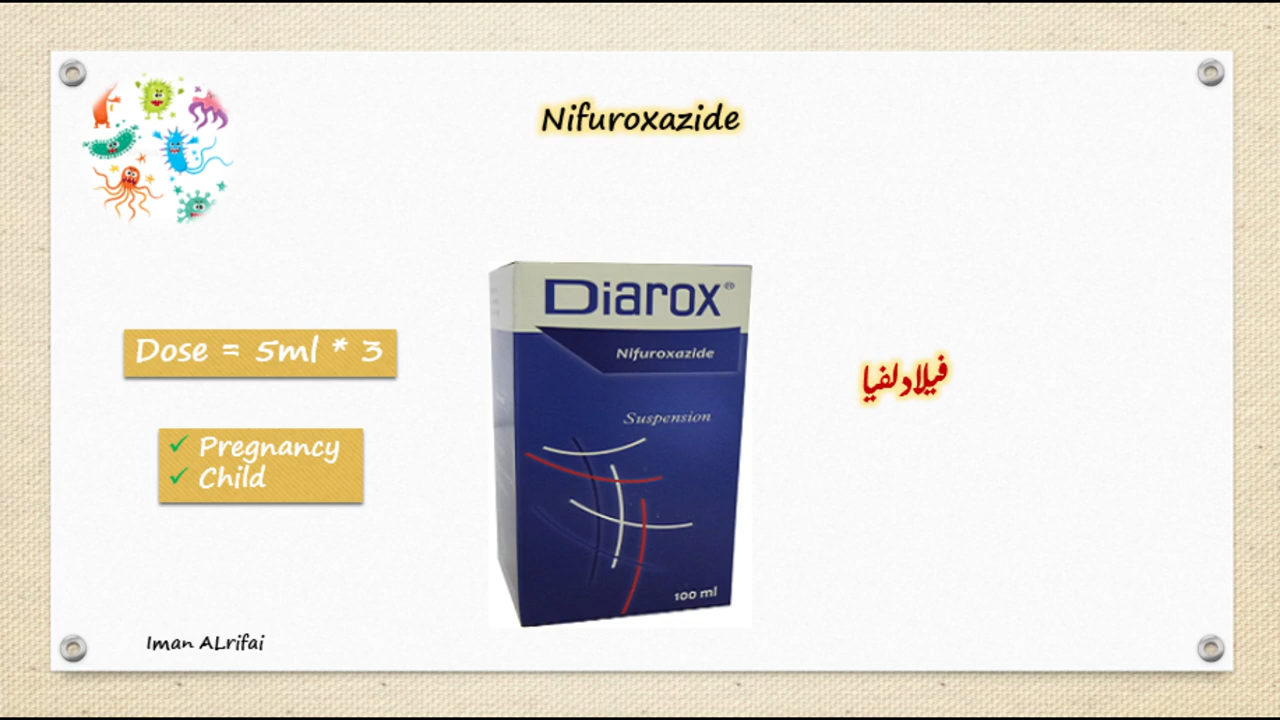 Nifuroxazide
Diarox®
Nifuroxazide
Suspension
100 ml
Dose = 5ml * 3
✓ Pregnancy
✓ Child
فيلادلفيا
Iman ALrifai